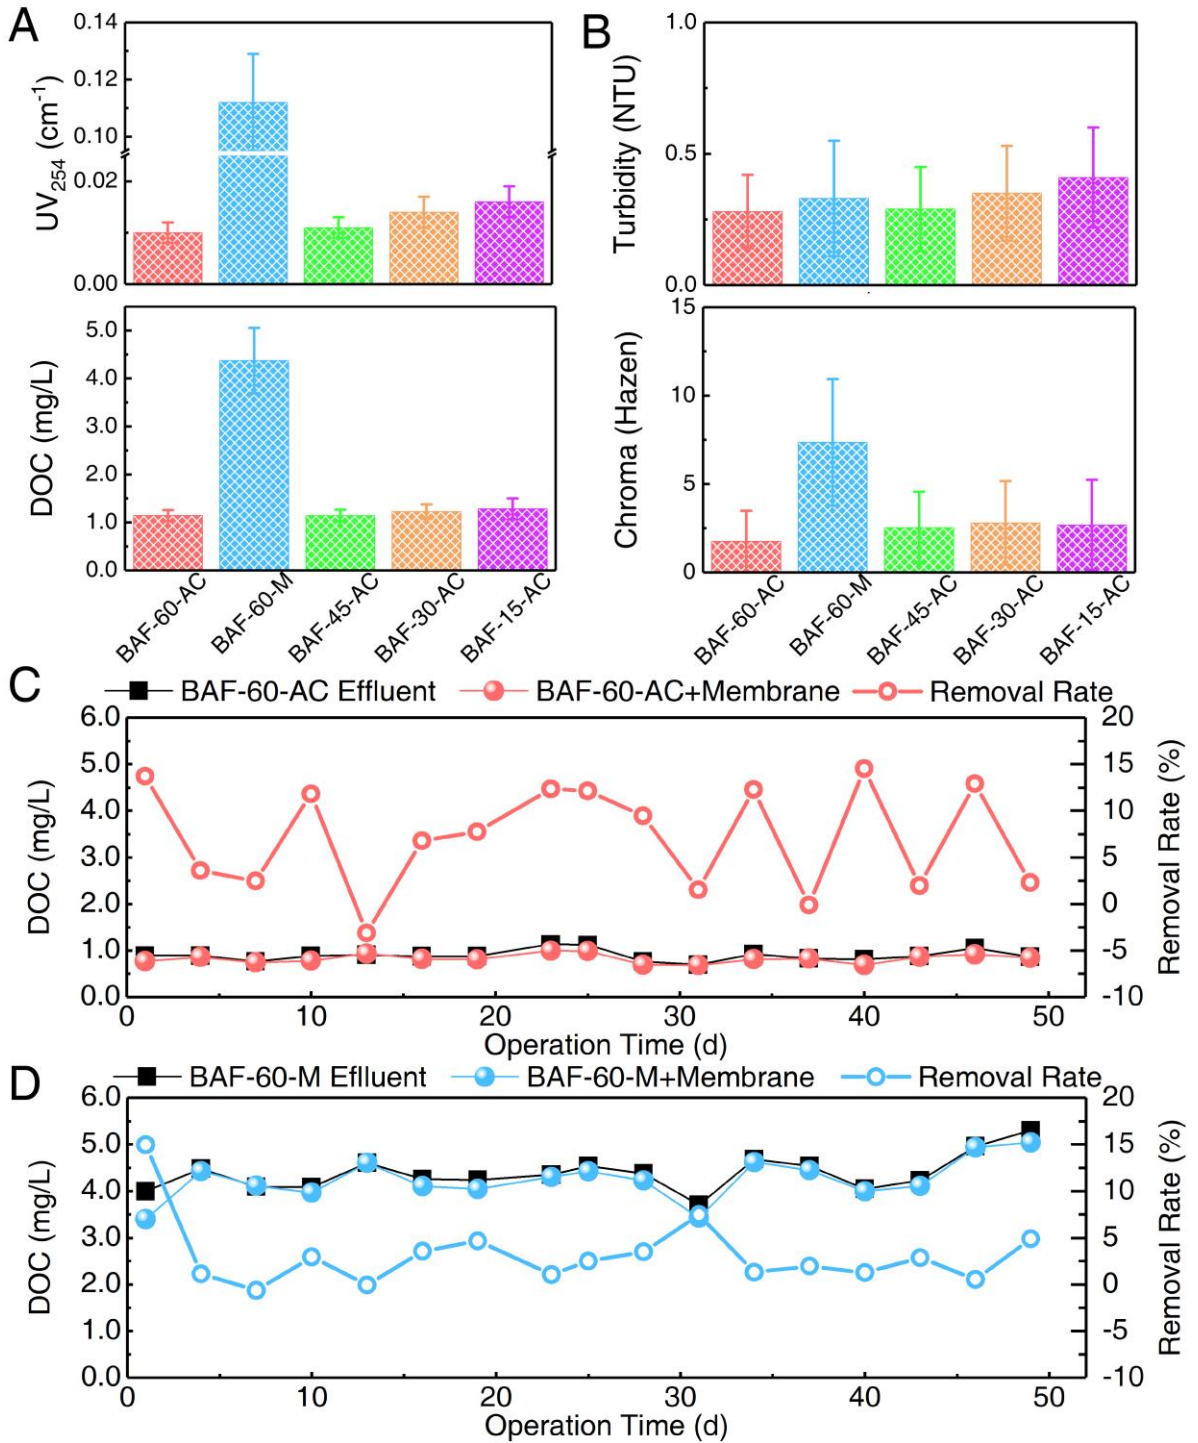 A
UV254 (cm-1)
0.14
0.12
0.10
0.02
0.00
DOC (mg/L)
5.0
4.0
3.0
2.0
1.0
0.0
BAF-60-AC
BAF-60-M
BAF-45-AC
BAF-30-AC
BAF-15-AC
B
Turbidity (NTU)
1.0
0.5
0.0
Chroma (Hazen)
15
10
5
0
BAF-60-AC
BAF-60-M
BAF-45-AC
BAF-30-AC
BAF-15-AC
C
BAF-60-AC Effluent BAF-60-AC+Membrane Removal Rate
DOC (mg/L)
6.0
5.0
4.0
3.0
2.0
1.0
0.0
0 10 20 30 40 50
Operation Time (d)
20
15
10
5
0
-5
-10
Removal Rate (%)
D
BAF-60-M Eflluent BAF-60-M+Membrane Removal Rate
DOC (mg/L)
6.0
5.0
4.0
3.0
2.0
1.0
0.0
0 10 20 30 40 50
Operation Time (d)
20
15
10
5
0
-5
-10
Removal Rate (%)